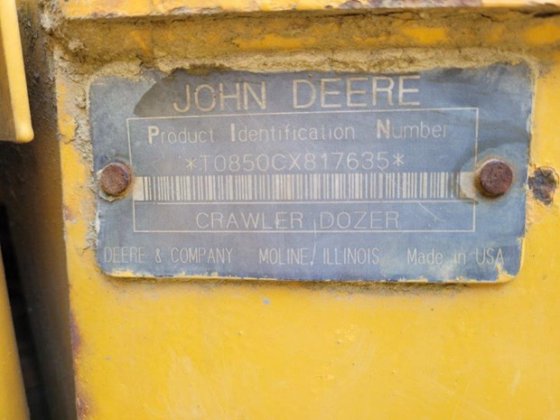 JOHN DEERE
Product Identification Number
*T0850CX817635*
CRAWLER DOZER
DEERE & COMPANY MOLINE, ILLINOIS Made in USA